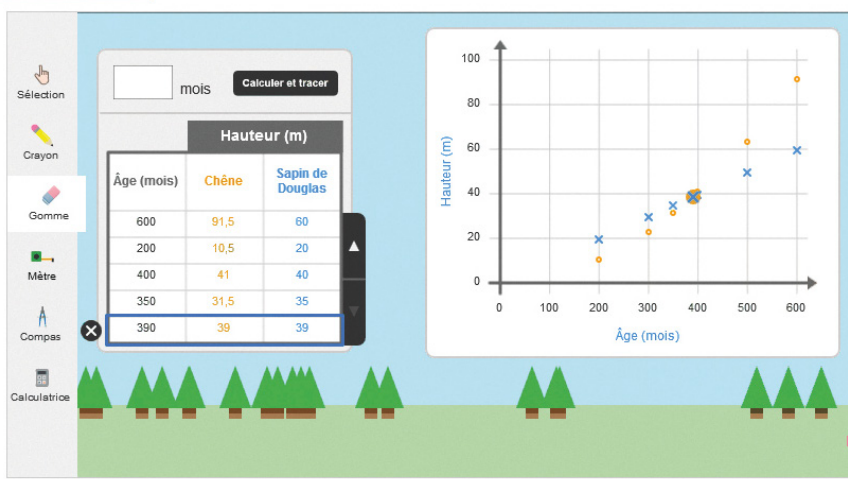 Sélection
Crayon
Gomme
Mètre
Compas
Calculatrice
mois
Calculer et tracer
Hauteur (m)
Âge (mois) Chêne Sapin de Douglas
600 91,5 60
200 10,5 20
400 41 40
350 31,5 35
390 39 39
Hauteur (m)
100
80
60
40
20
0
0 100 200 300 400 500 600
Âge (mois)